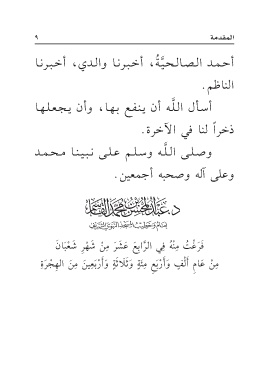 المقدمة ٩
أحمد الصالحيَّةُ، أخبرنا والدي، أخبرنا
الناظم.
أسأل اللَّه أن ينفع بها، وأن يجعلها
ذخراً لنا في الآخرة.
وصلى اللَّه وسلم على نبينا محمد
وعلى آله وصحبه أجمعين.
د. عبد المحسن بن محمد القاسم
إمام وخطيب المسجد النبوي الشريف
فَرَغْتُ مِنْهُ فِي الرَّابِعَ عَشَرَ مِنْ شَهْرِ شَعْبَانَ
مِنْ عَامِ أَلْفٍ وَأَرْبَعِ مِئَةٍ وَثَلَاثَةٍ وَأَرْبَعِينَ مِنَ الهِجْرَةِ